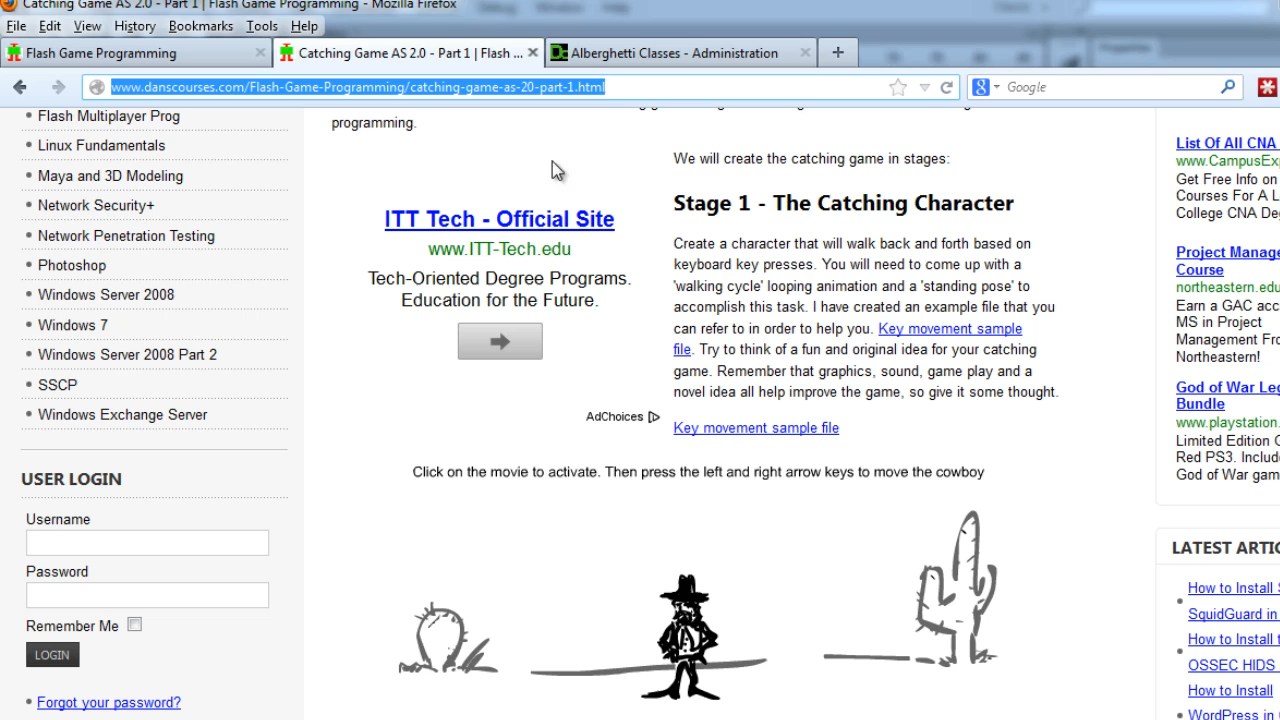 Catching Game AS 2.0 - Part 1 | Flash Game Programming - Mozilla Firefox
File Edit View History Bookmarks Tools Help
Flash Game Programming
Catching Game AS 2.0 - Part 1 | Flash ...
Alberghetti Classes - Administration
www.danscourses.com/Flash-Game-Programming/catching-game-as-20-part-1.html
Google
Flash Multiplayer Prog
Linux Fundamentals
Maya and 3D Modeling
Network Security+
Network Penetration Testing
Photoshop
Windows Server 2008
Windows 7
Windows Server 2008 Part 2
SSCP
Windows Exchange Server
USER LOGIN
Username
Password
Remember Me
LOGIN
Forgot your password?
programming.
ITT Tech - Official Site
www.ITT-Tech.edu
Tech-Oriented Degree Programs.
Education for the Future.
AdChoices
We will create the catching game in stages:
Stage 1 - The Catching Character
Create a character that will walk back and forth based on
keyboard key presses. You will need to come up with a
'walking cycle' looping animation and a 'standing pose' to
accomplish this task. I have created an example file that you
can refer to in order to help you. Key movement sample
file. Try to think of a fun and original idea for your catching
game. Remember that graphics, sound, game play and a
novel idea all help improve the game, so give it some thought.
Key movement sample file
Click on the movie to activate. Then press the left and right arrow keys to move the cowboy
List Of All CNA
www.CampusExp
Get Free Info on
Courses For A L
College CNA De
Project Manage
Course
northeastern.edu
Earn a GAC acc
MS in Project
Management Fro
Northeastern!
God of War Leg
Bundle
www.playstation.
Limited Edition G
Red PS3. Include
God of War gam
LATEST ARTIC
How to Install S
SquidGuard in
How to Install t
OSSEC HIDS
How to Install
WordPress in